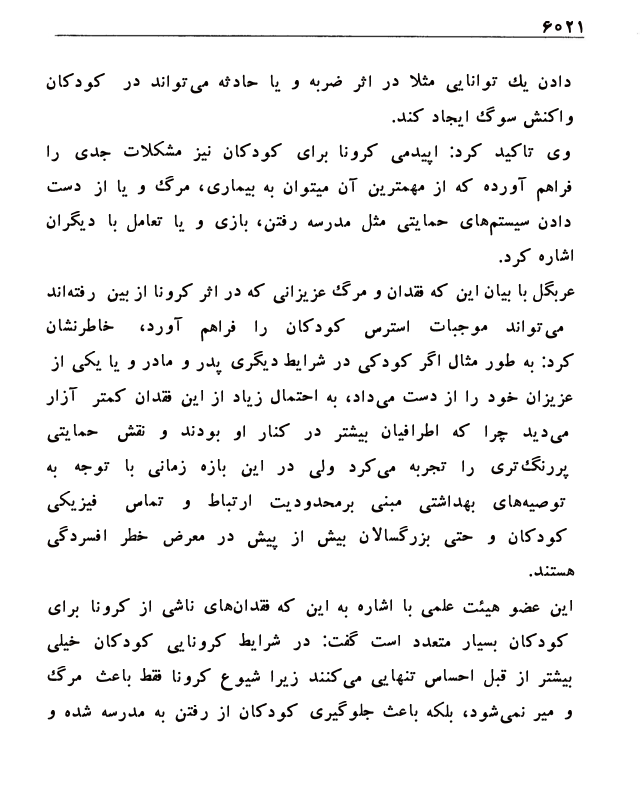 ۶۰۲۱
دادن یك توانایی مثلا در اثر ضربه و یا حادثه می‌تواند در کودکان
واکنش سوگ ایجاد کند.
وی تاکید کرد: اپیدمی کرونا برای کودکان نیز مشکلات جدی را
فراهم آورده که از مهمترین آن میتوان به بیماری، مرگ و یا از دست
دادن سیستم‌های حمایتی مثل مدرسه رفتن، بازی و یا تعامل با دیگران
اشاره کرد.
عربگل با بیان این که فقدان و مرگ عزیزانی که در اثر کرونا از بین رفته‌اند
می‌تواند موجبات استرس کودکان را فراهم آورد، خاطرنشان
کرد: به طور مثال اگر کودکی در شرایط دیگری پدر و مادر و یا یکی از
عزیزان خود را از دست می‌داد، به احتمال زیاد از این فقدان کمتر آزار
می‌دید چرا که اطرافیان بیشتر در کنار او بودند و نقش حمایتی
پررنگ‌تری را تجربه می‌کرد ولی در این بازه زمانی با توجه به
توصیه‌های بهداشتی مبنی برمحدودیت ارتباط و تماس فیزیکی
کودکان و حتی بزرگسالان بیش از پیش در معرض خطر افسردگی
هستند.
این عضو هیئت علمی با اشاره به این که فقدان‌های ناشی از کرونا برای
کودکان بسیار متعدد است گفت: در شرایط کرونایی کودکان خیلی
بیشتر از قبل احساس تنهایی می‌کنند زیرا شیوع کرونا فقط باعث مرگ
و میر نمی‌شود، بلکه باعث جلوگیری کودکان از رفتن به مدرسه شده و